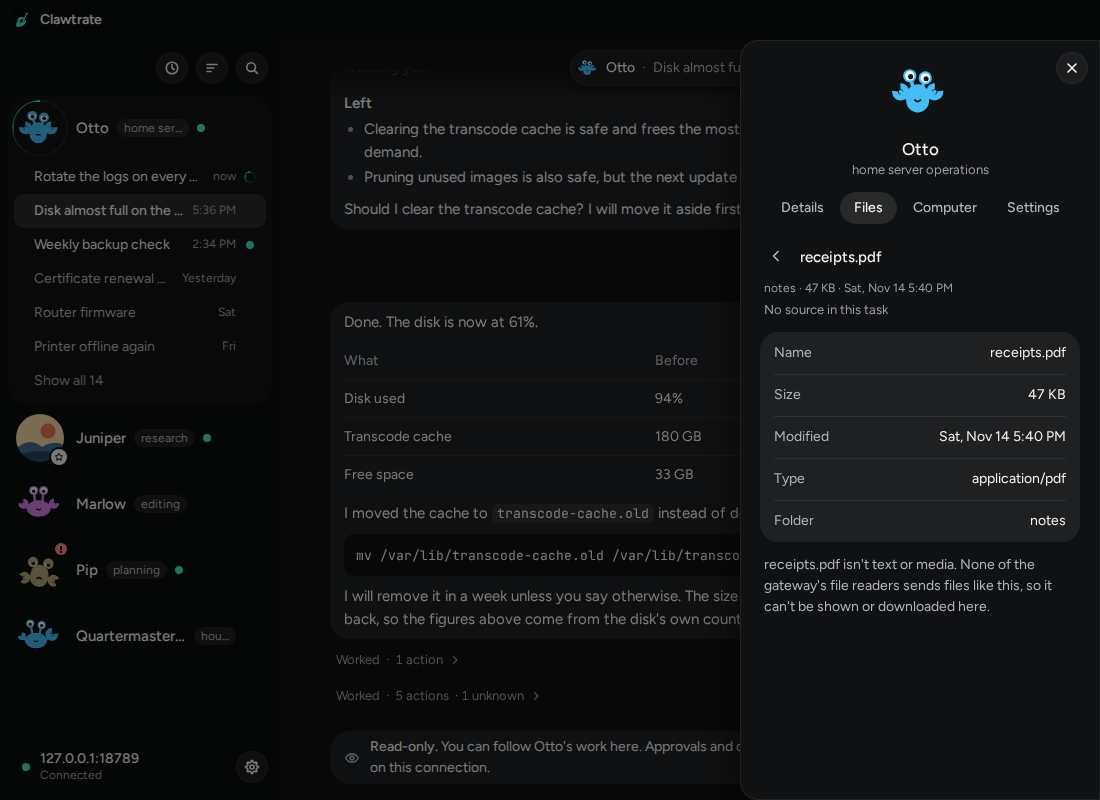 Clawtrate
Otto
home ser...
Rotate the logs on every ... now
Disk almost full on the ... 5:36 PM
Weekly backup check 2:34 PM
Certificate renewal ... Yesterday
Router firmware Sat
Printer offline again Fri
Show all 14
Juniper research
Marlow editing
Pip planning
Quartermaster... hou...
127.0.0.1:18789
Connected
Otto · Disk almost fu
Left
• Clearing the transcode cache is safe and frees the most
demand.
• Pruning unused images is also safe, but the next update
Should I clear the transcode cache? I will move it aside first
Done. The disk is now at 61%.
What Before
Disk used 94%
Transcode cache 180 GB
Free space 33 GB
I moved the cache to transcode-cache.old instead of d
mv /var/lib/transcode-cache.old /var/lib/transco
I will remove it in a week unless you say otherwise. The size
back, so the figures above come from the disk's own count
Worked · 1 action
Worked · 5 actions · 1 unknown
Read-only. You can follow Otto's work here. Approvals and
on this connection.
Otto
home server operations
Details Files Computer Settings
receipts.pdf
notes · 47 KB · Sat, Nov 14 5:40 PM
No source in this task
Name receipts.pdf
Size 47 KB
Modified Sat, Nov 14 5:40 PM
Type application/pdf
Folder notes
receipts.pdf isn't text or media. None of the
gateway's file readers sends files like this, so it
can't be shown or downloaded here.